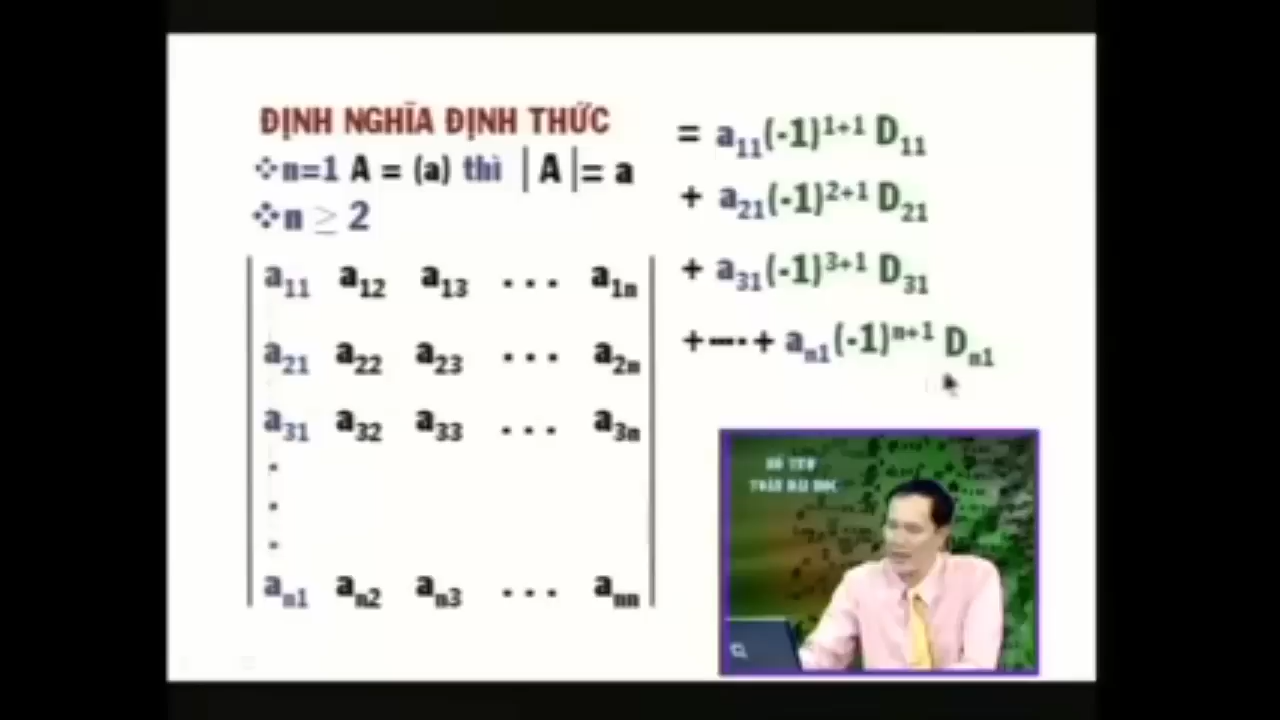 ĐỊNH NGHĨA ĐỊNH THỨC
❖n=1 A = (a) thì |A|= a
❖n ≥ 2
a₁₁ a₁₂ a₁₃ . . . a₁ₙ
a₂₁ a₂₂ a₂₃ . . . a₂ₙ
a₃₁ a₃₂ a₃₃ . . . a₃ₙ
.
.
.
aₙ₁ aₙ₂ aₙ₃ . . . aₙₙ
= a₁₁(-1)¹⁺¹ D₁₁
+ a₂₁(-1)²⁺¹ D₂₁
+ a₃₁(-1)³⁺¹ D₃₁
+----+ aₙ₁(-1)ⁿ⁺¹ Dₙ₁